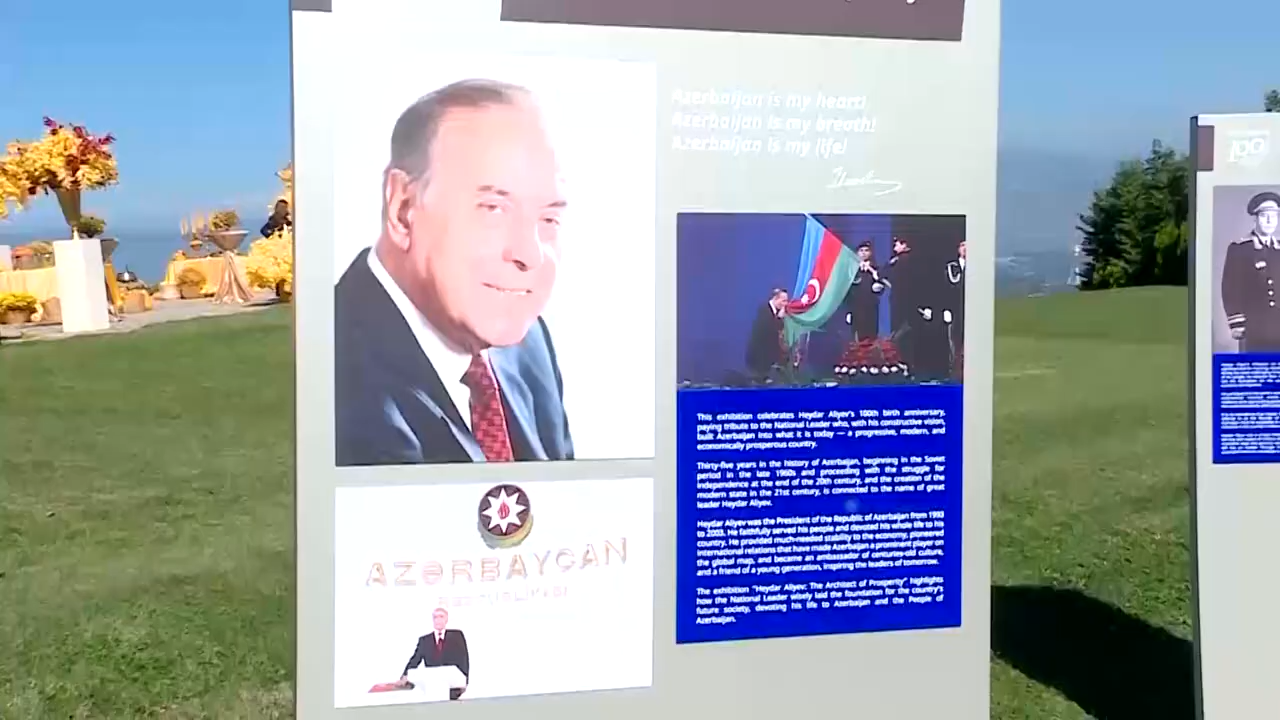 Azerbaijan is my heart!
Azerbaijan is my breath!
Azerbaijan is my life!
This exhibition celebrates Heydar Aliyev's 100th birth anniversary,
paying tribute to the National Leader who, with his constructive vision,
built Azerbaijan into what it is today — a progressive, modern, and
economically prosperous country.
Thirty-five years in the history of Azerbaijan, beginning in the Soviet
period in the late 1960s and proceeding with the struggle for
independence at the end of the 20th century, and the creation of the
modern state in the 21st century, is connected to the name of great
leader Heydar Aliyev.
Heydar Aliyev was the President of the Republic of Azerbaijan from 1993
to 2003. He faithfully served his people and devoted his whole life to his
country. He provided much-needed stability to the economy, pioneered
international relations that have made Azerbaijan a prominent player on
the global map, and became an ambassador of centuries-old culture,
and a friend of a young generation, inspiring the leaders of tomorrow.
The exhibition "Heydar Aliyev: The Architect of Prosperity" highlights
how the National Leader wisely laid the foundation for the country's
future society, devoting his life to Azerbaijan and the People of
Azerbaijan.
AZƏRBAYCAN
100